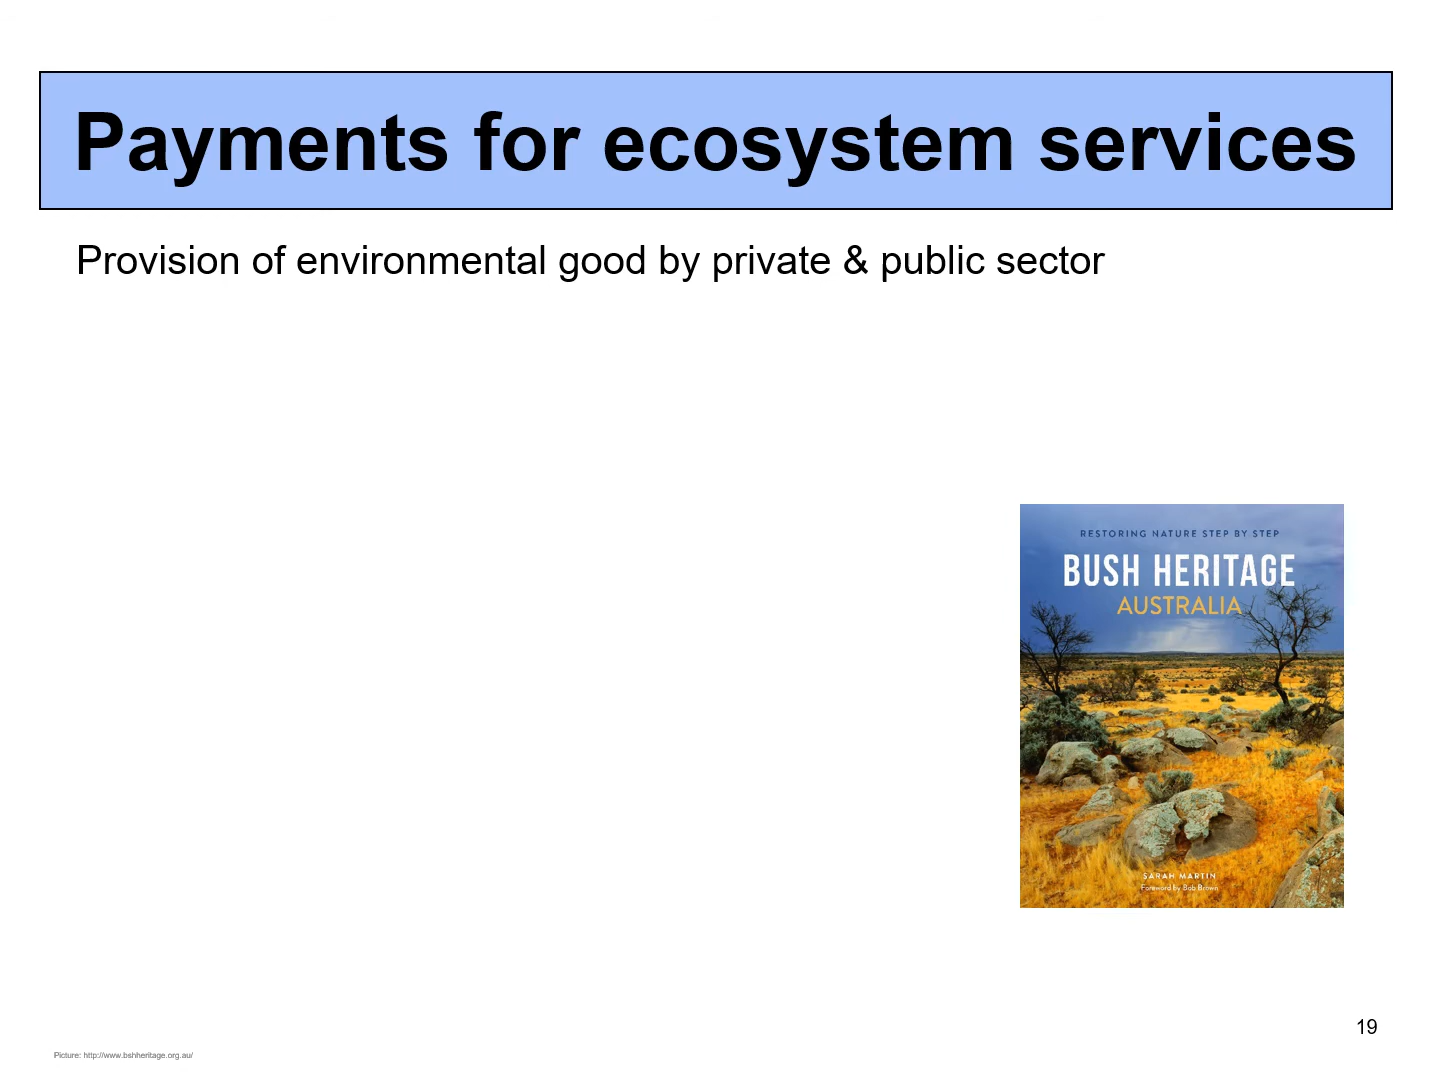 Payments for ecosystem services
Provision of environmental good by private & public sector
RESTORING NATURE STEP BY STEP
BUSH HERITAGE
AUSTRALIA
SARAH MARTIN
Foreword by Bob Brown
19
Picture: http://www.bshheritage.org.au/